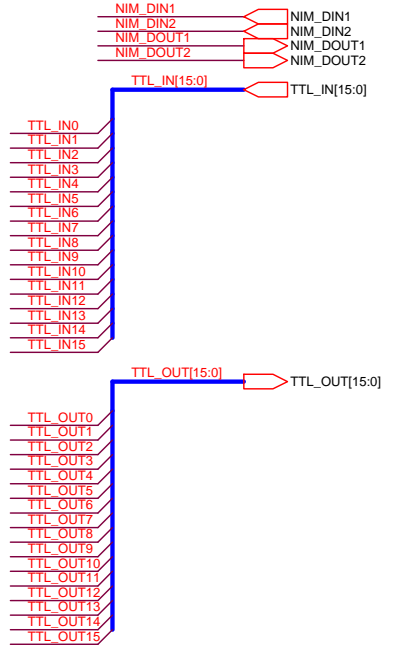 NIM_DIN1 NIM_DIN1
NIM_DIN2 NIM_DIN2
NIM_DOUT1 NIM_DOUT1
NIM_DOUT2 NIM_DOUT2
TTL_IN[15:0] TTL_IN[15:0]
TTL_IN0
TTL_IN1
TTL_IN2
TTL_IN3
TTL_IN4
TTL_IN5
TTL_IN6
TTL_IN7
TTL_IN8
TTL_IN9
TTL_IN10
TTL_IN11
TTL_IN12
TTL_IN13
TTL_IN14
TTL_IN15
TTL_OUT[15:0] TTL_OUT[15:0]
TTL_OUT0
TTL_OUT1
TTL_OUT2
TTL_OUT3
TTL_OUT4
TTL_OUT5
TTL_OUT6
TTL_OUT7
TTL_OUT8
TTL_OUT9
TTL_OUT10
TTL_OUT11
TTL_OUT12
TTL_OUT13
TTL_OUT14
TTL_OUT15